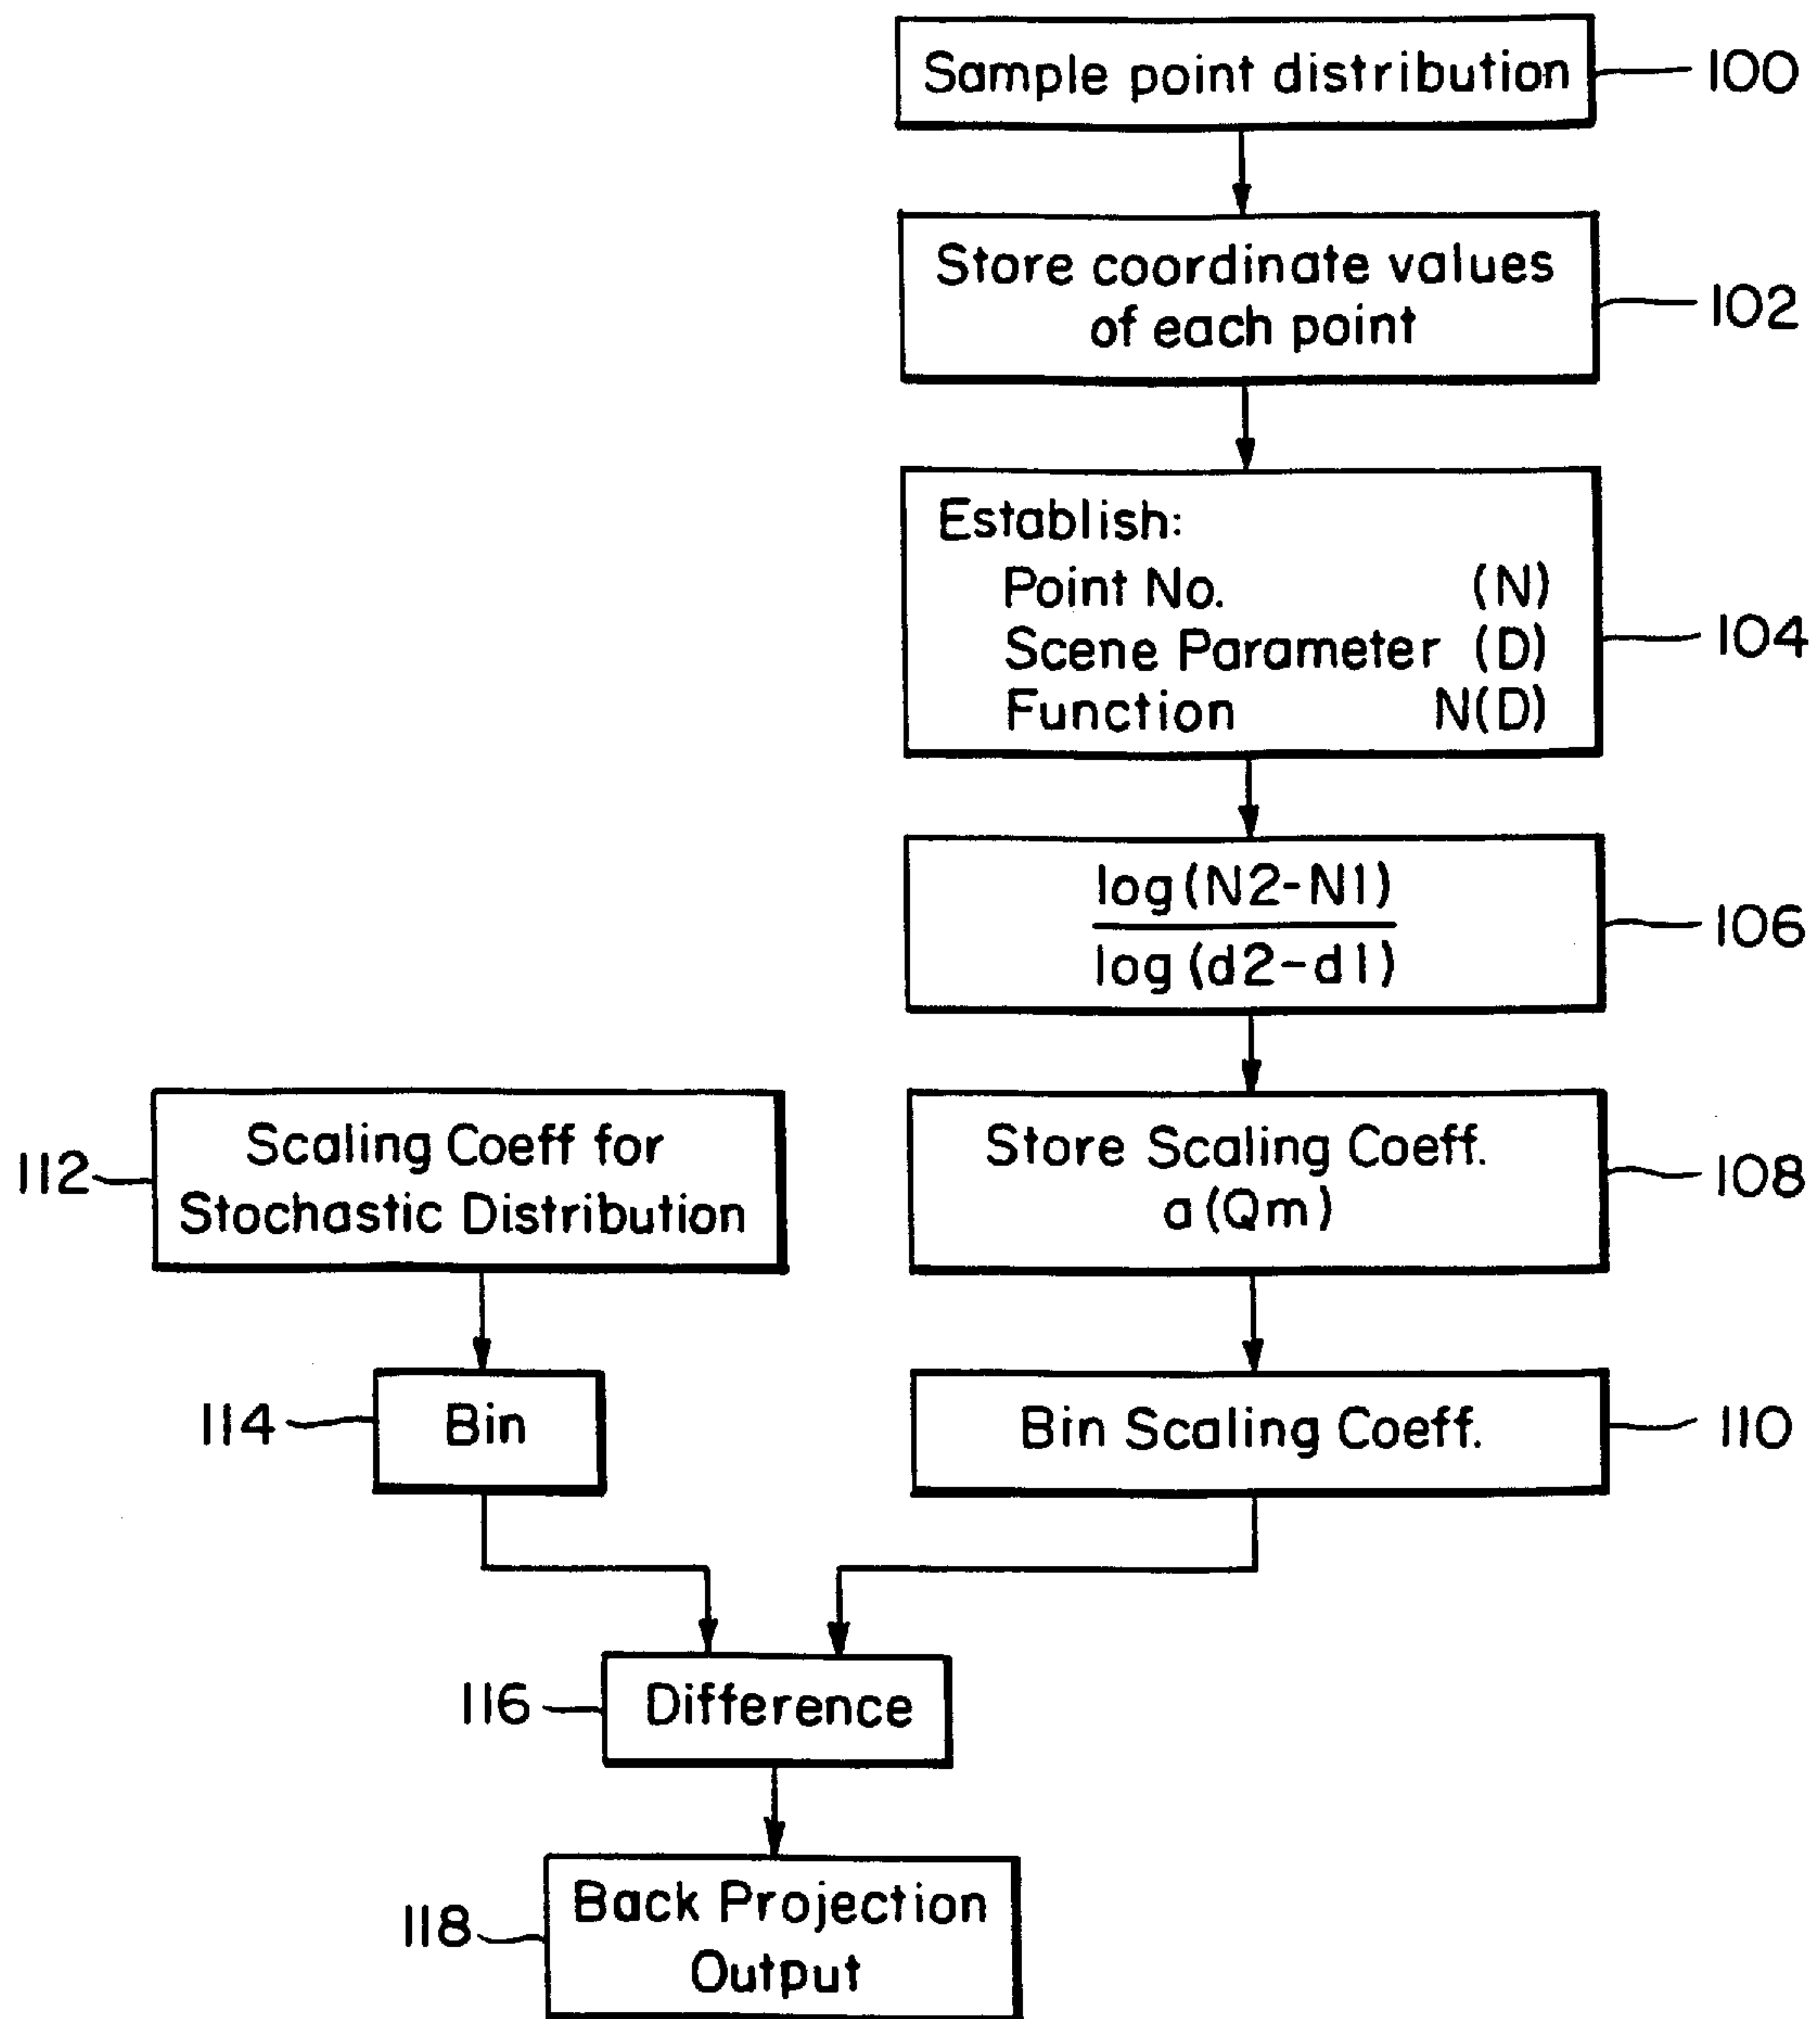 Sample point distribution
100
Store coordinate values
of each point
102
Establish:
Point No. (N)
Scene Parameter (D)
Function N(D)
104
log (N2-N1)
log (d2-d1)
106
Scaling Coeff for
Stochastic Distribution
112
Store Scaling Coeff.
a (Qm)
108
114
Bin
Bin Scaling Coeff.
110
116
Difference
118
Back Projection
Output